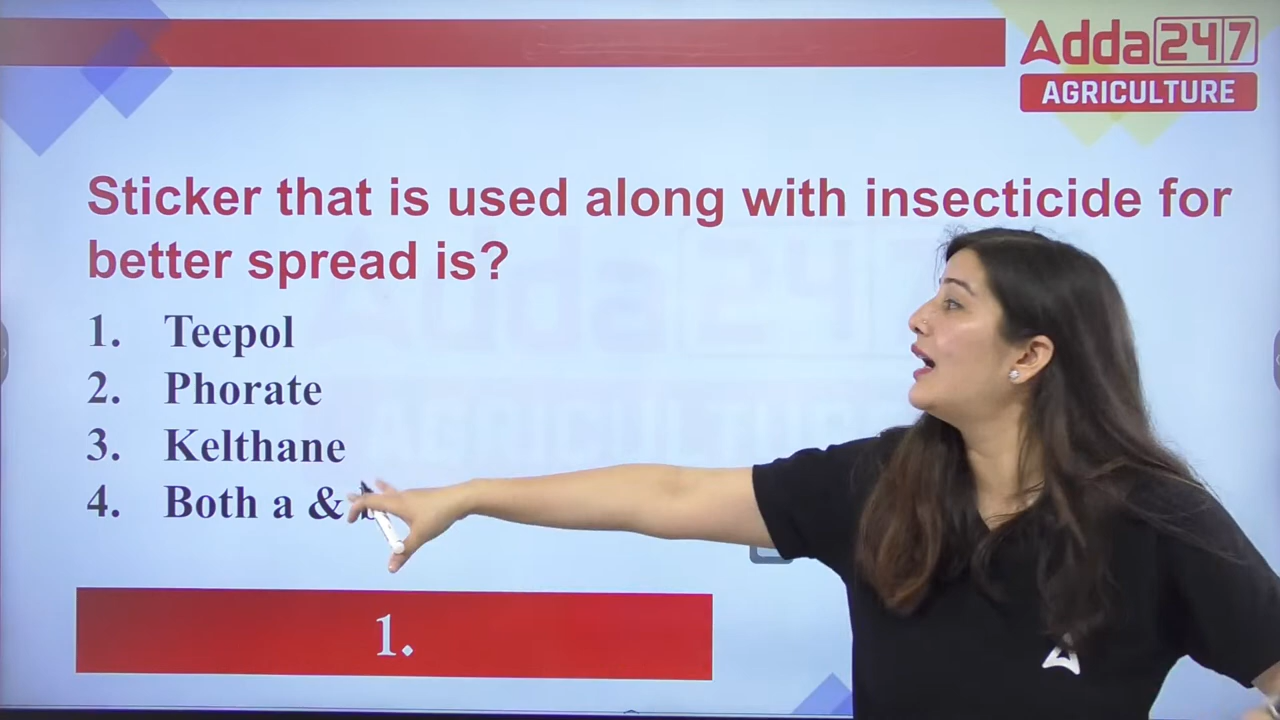 Adda247
AGRICULTURE
Sticker that is used along with insecticide for
better spread is?
1. Teepol
2. Phorate
3. Kelthane
4. Both a &
1.